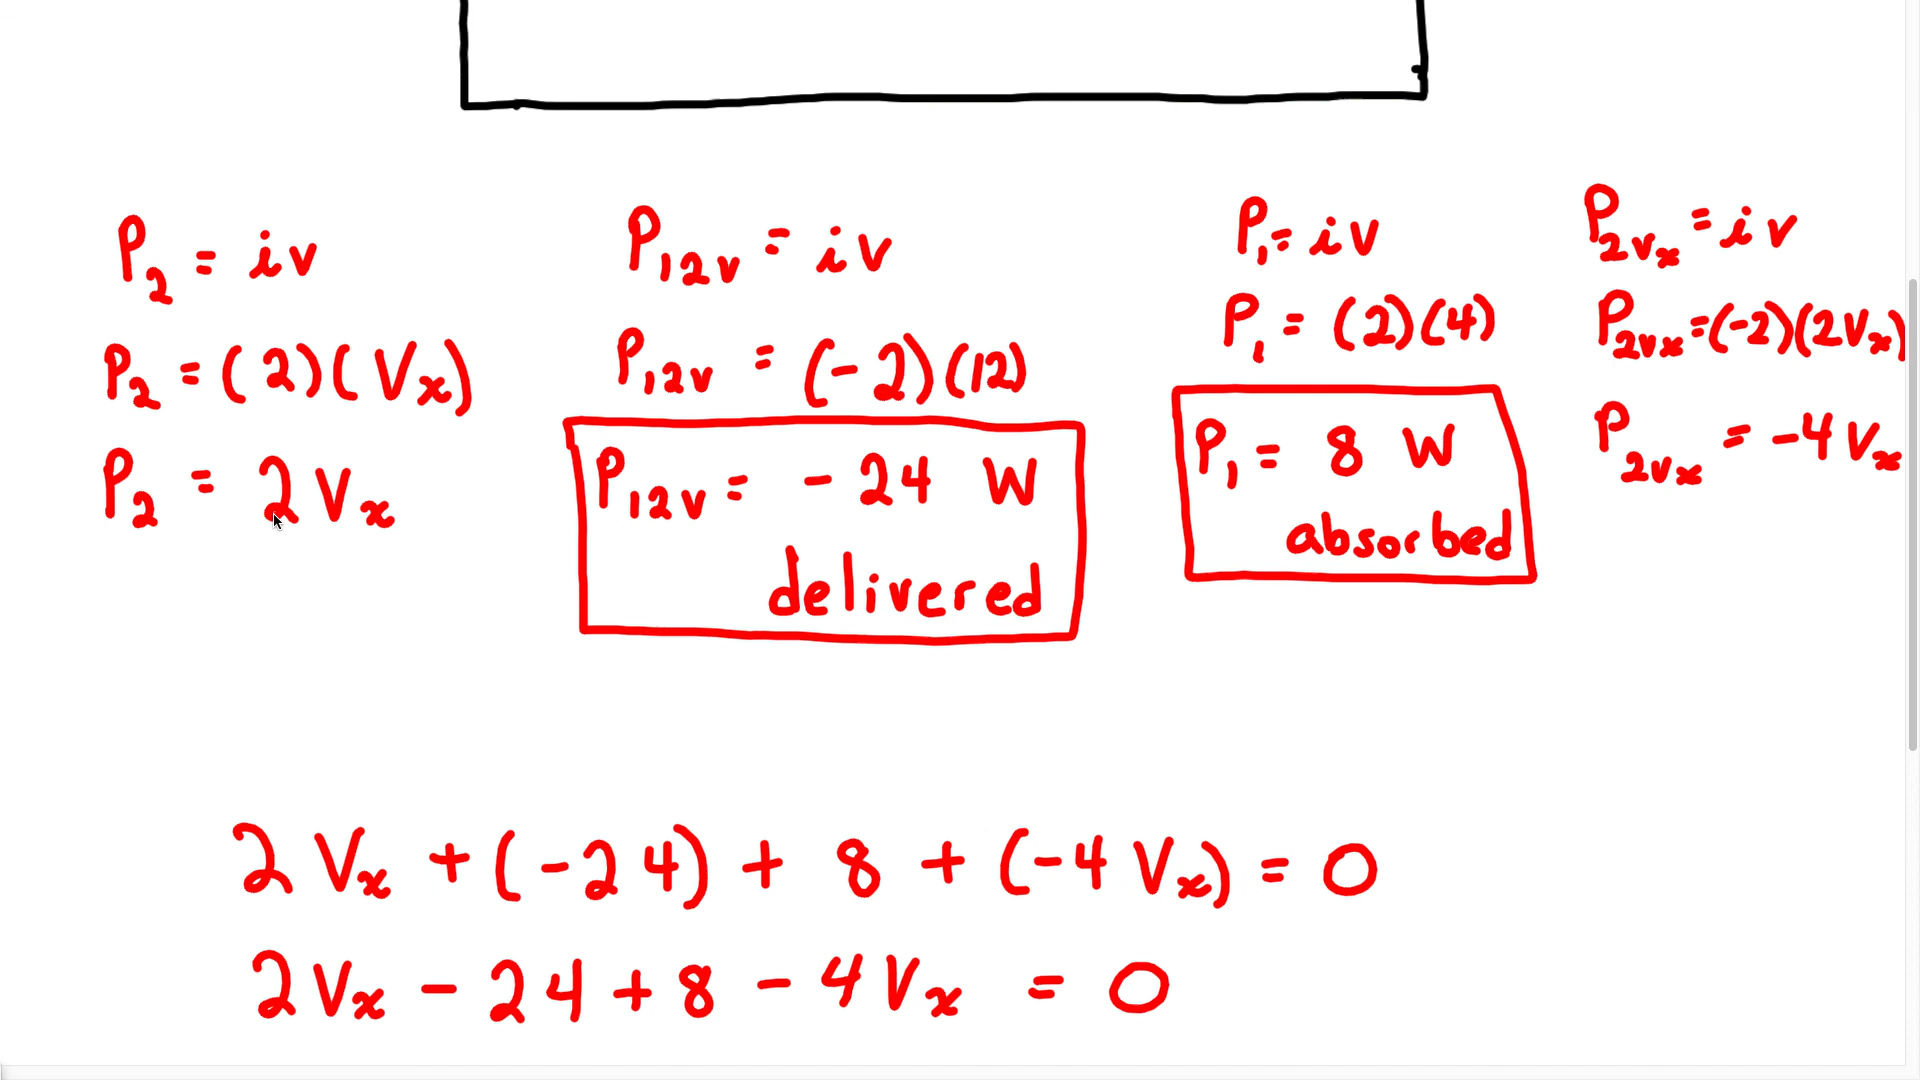 P₂ = iv
P₂ = (2)(Vₓ)
P₂ = 2Vₓ
P₁₂ᵥ = iv
P₁₂ᵥ = (-2)(12)
P₁₂ᵥ = -24 W
delivered
P₁ = iv
P₁ = (2)(4)
P₁ = 8 W
absorbed
P₂ᵥₓ = iv
P₂ᵥₓ = (-2)(2Vₓ)
P₂ᵥₓ = -4Vₓ
2Vₓ + (-24) + 8 + (-4Vₓ) = 0
2Vₓ - 24 + 8 - 4Vₓ = 0